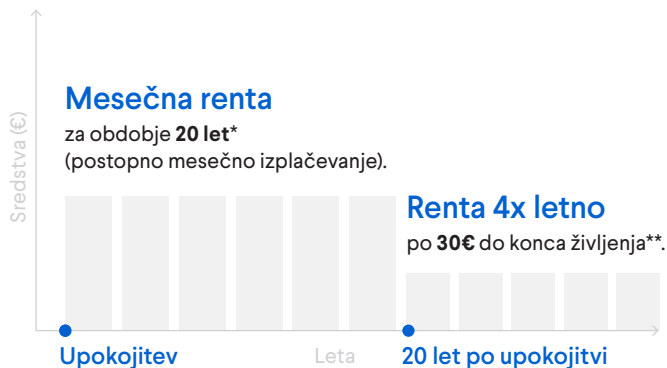 Sredstva (€)
Mesečna renta
za obdobje 20 let*
(postopno mesečno izplačevanje).
Renta 4x letno
po 30€ do konca življenja**.
Upokojitev
Leta
20 let po upokojitvi